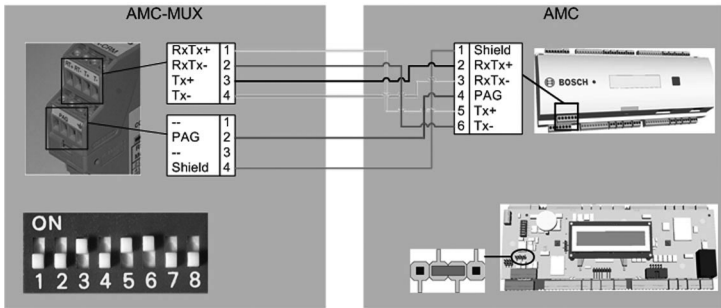 AMC-MUX
AMC
RxTx+ 1
RxTx- 2
Tx+ 3
Tx- 4
-- 1
PAG 2
-- 3
Shield 4
1 Shield
2 RxTx+
3 RxTx-
4 PAG
5 Tx+
6 Tx-
BOSCH
PAG
ON
1 2 3 4 5 6 7 8